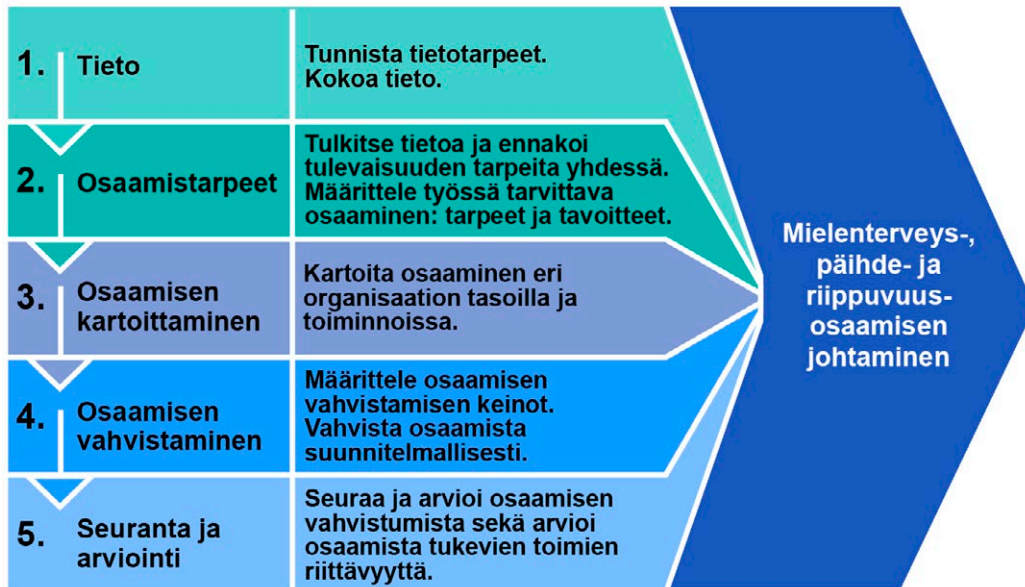 1.
Tieto
Tunnista tietotarpeet.
Kokoa tieto.
2.
Osaamistarpeet
Tulkitse tietoa ja ennakoi
tulevaisuuden tarpeita yhdessä.
Määrittele työssä tarvittava
osaaminen: tarpeet ja tavoitteet.
3.
Osaamisen
kartoittaminen
Kartoita osaaminen eri
organisaation tasoilla ja
toiminnoissa.
4.
Osaamisen
vahvistaminen
Määrittele osaamisen
vahvistamisen keinot.
Vahvista osaamista
suunnitelmallisesti.
5.
Seuranta ja
arviointi
Seuraa ja arvioi osaamisen
vahvistumista sekä arvioi
osaamista tukevien toimien
riittävyyttä.
Mielenterveys-,
päihde- ja
riippuvuus-
osaamisen
johtaminen